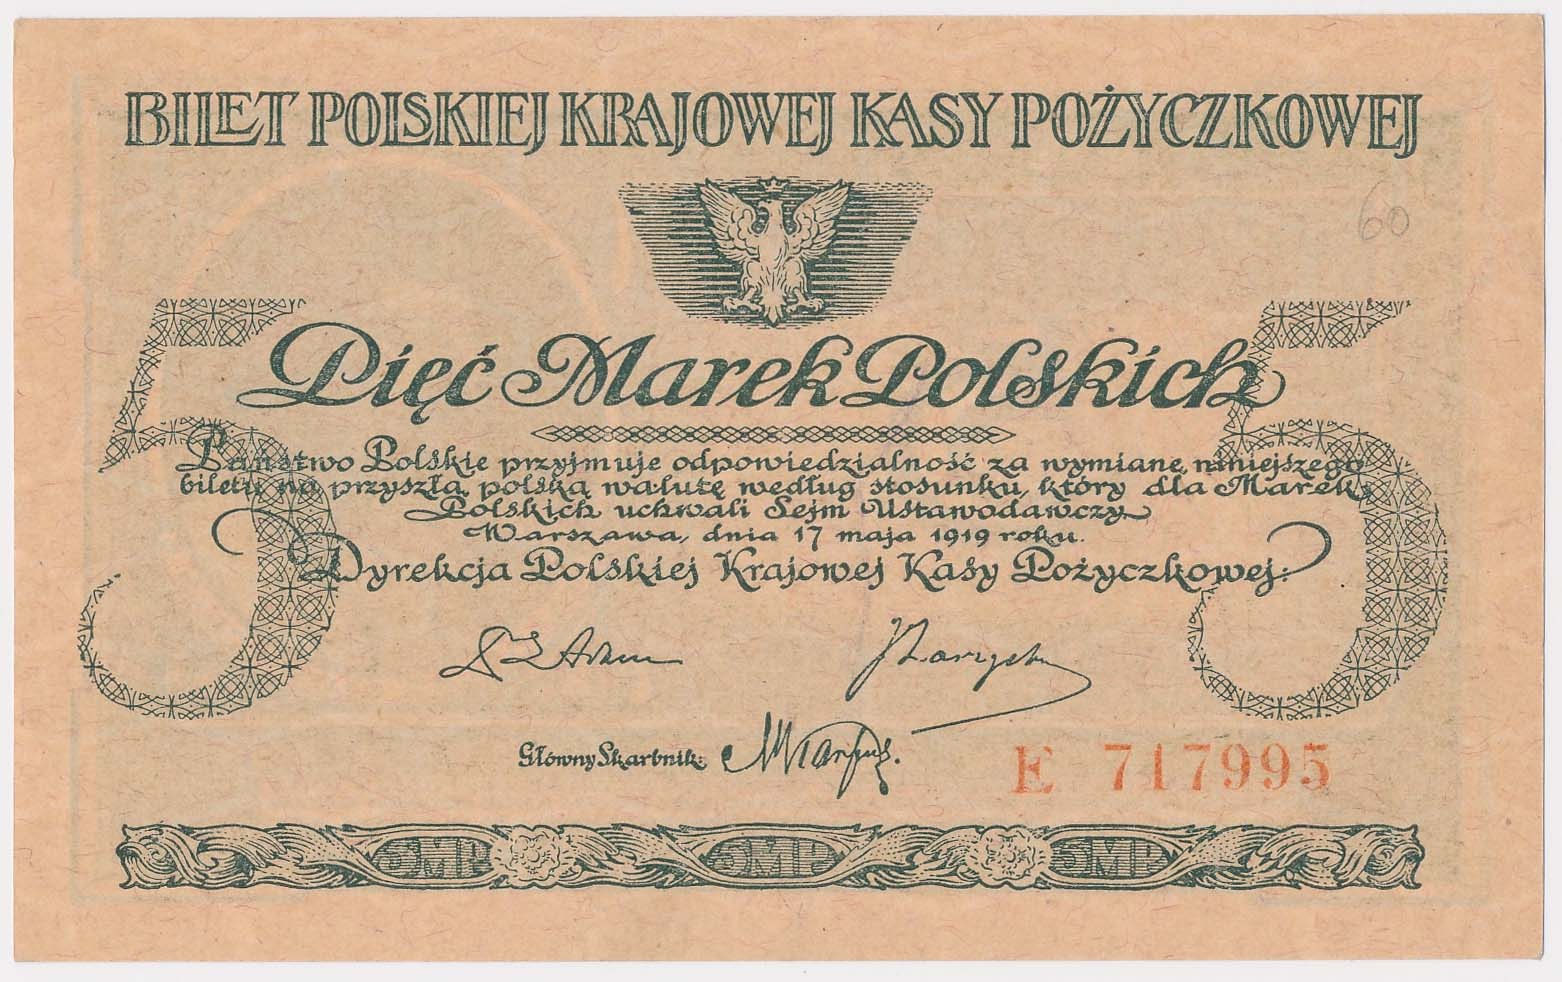 BILET POLSKIEJ KRAJOWEJ KASY POŻYCZKOWEJ
60
Pięć Marek Polskich
5
5
Państwo Polskie przyjmuje odpowiedzialność za wymianę niniejszego
biletu na przyszłą polską walutę według stosunku, który dla Marek
Polskich uchwali Sejm Ustawodawczy
Warszawa, dnia 17 maja 1919 roku.
Dyrekcja Polskiej Krajowej Kasy Pożyczkowej:
Główny Skarbnik:
E 717995
5MP 5MP 5MP